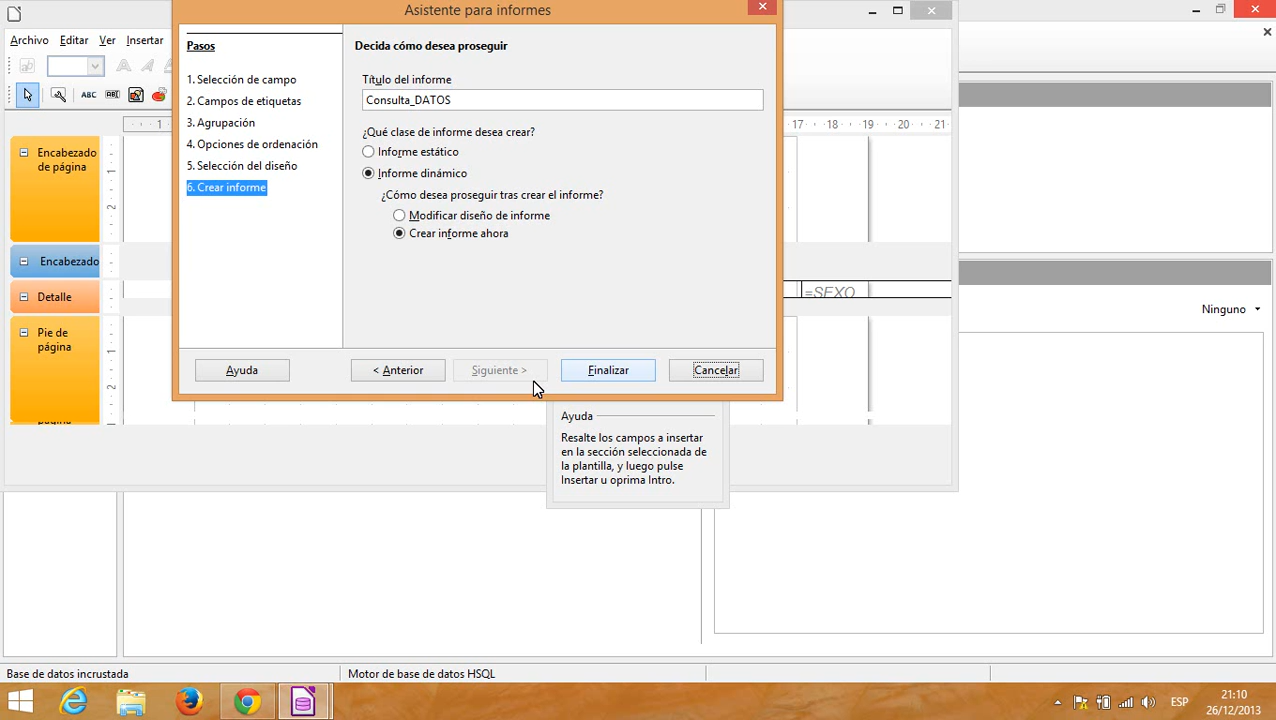 Asistente para informes
Archivo Editar Ver Insertar
ABC
Pasos
1. Selección de campo
2. Campos de etiquetas
3. Agrupación
4. Opciones de ordenación
5. Selección del diseño
6. Crear informe
Decida cómo desea proseguir
Título del informe
Consulta_DATOS
¿Qué clase de informe desea crear?
Informe estático
Informe dinámico
¿Cómo desea proseguir tras crear el informe?
Modificar diseño de informe
Crear informe ahora
Ayuda
< Anterior
Siguiente >
Finalizar
Cancelar
1
17 18 19 20 21
Encabezado
de página
1
2
Encabezado
Detalle
=SEXO
Pie de
página
1
2
Ninguno
Ayuda
Resalte los campos a insertar
en la sección seleccionada de
la plantilla, y luego pulse
Insertar u oprima Intro.
Base de datos incrustada
Motor de base de datos HSQL
ESP
21:10
26/12/2013